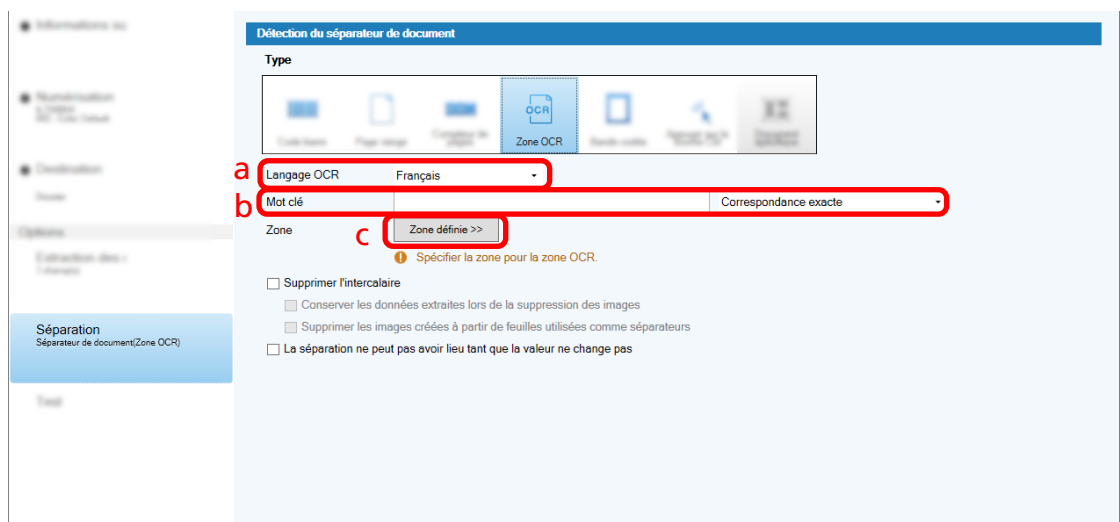 Détection du séparateur de document
Type
OCR
Zone OCR
a
Langage OCR Français
b
Mot clé Correspondance exacte
Zone c Zone définie >>
Spécifier la zone pour la zone OCR.
Supprimer l'intercalaire
Conserver les données extraites lors de la suppression des images
Supprimer les images créées à partir de feuilles utilisées comme séparateurs
La séparation ne peut pas avoir lieu tant que la valeur ne change pas
Numérisation
Destination
Options
Séparation
Séparateur de document(Zone OCR)
Test